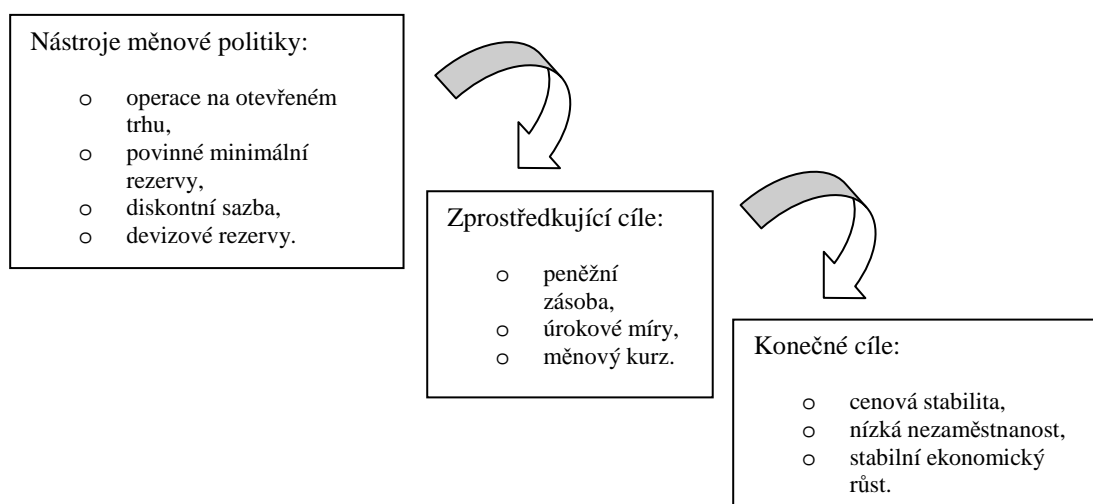 Nástroje měnové politiky:
o operace na otevřeném
trhu,
o povinné minimální
rezervy,
o diskontní sazba,
o devizové rezervy.
Zprostředkující cíle:
o peněžní
zásoba,
o úrokové míry,
o měnový kurz.
Konečné cíle:
o cenová stabilita,
o nízká nezaměstnanost,
o stabilní ekonomický
růst.